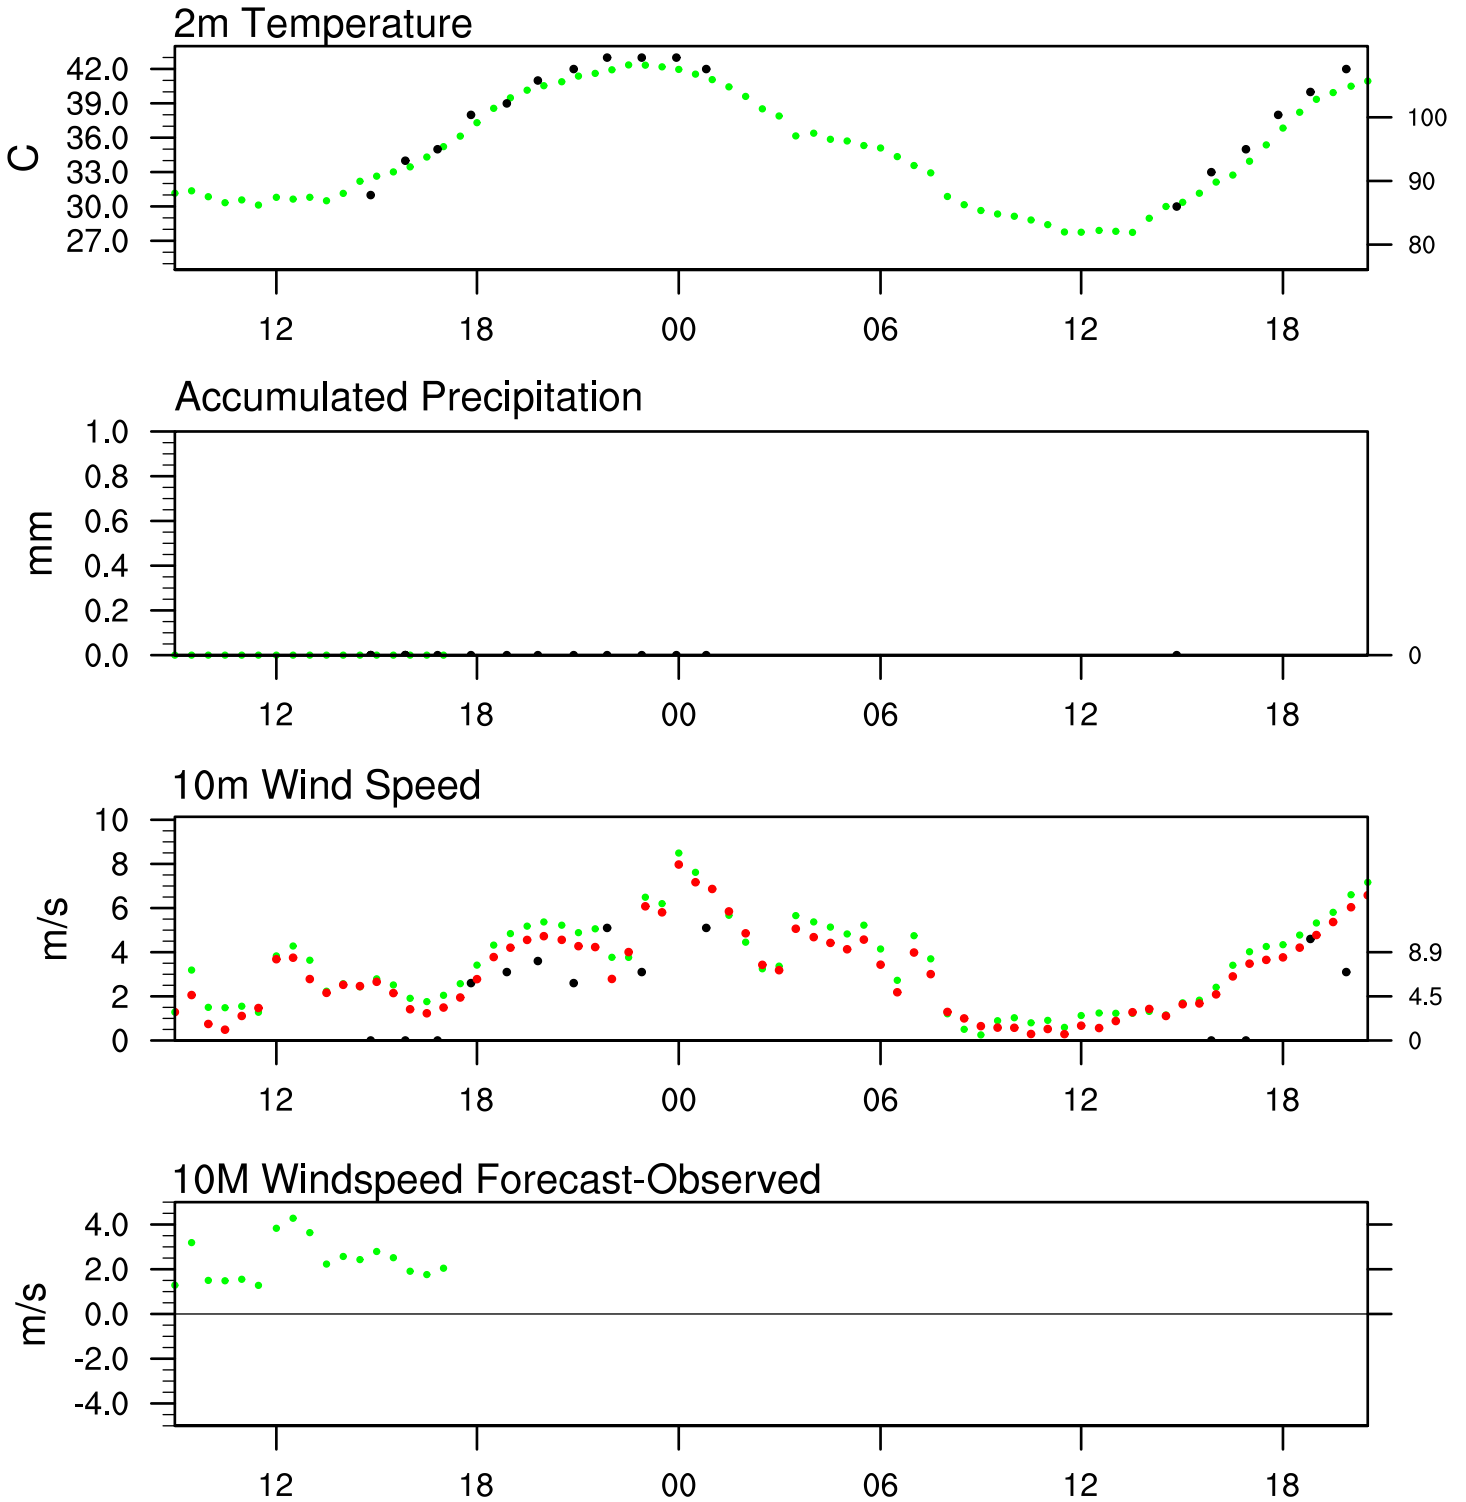 2m Temperature
42.0
39.0
36.0
33.0
30.0
27.0
C
100
90
80
12 18 00 06 12 18
Accumulated Precipitation
1.0
0.8
0.6
0.4
0.2
0.0
mm
0
12 18 00 06 12 18
10m Wind Speed
10
8
6
4
2
0
m/s
8.9
4.5
0
12 18 00 06 12 18
10M Windspeed Forecast-Observed
4.0
2.0
0.0
-2.0
-4.0
m/s
12 18 00 06 12 18